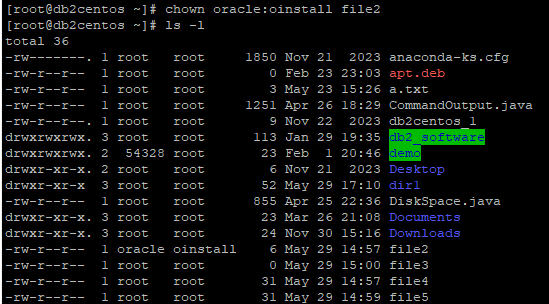 [root@db2centos ~]# chown oracle:oinstall file2
[root@db2centos ~]# ls -l
total 36
-rw-------. 1 root   root     1850 Nov 21  2023 anaconda-ks.cfg
-rw-r--r--  1 root   root        0 Feb 23 23:03 apt.deb
-rw-r--r--  1 root   root        3 May 23 15:26 a.txt
-rw-r--r--  1 root   root     1251 Apr 26 18:29 CommandOutput.java
-rw-r--r--. 1 root   root        9 Nov 22  2023 db2centos_l
drwxrwxrwx. 3 root   root      113 Jan 29 19:35 db2_software
drwxrwxrwx. 2  54328 root       23 Feb  1 20:46 demo
drwxr-xr-x. 2 root   root        6 Nov 21  2023 Desktop
drwxr-xr-x  3 root   root       52 May 29 17:10 dir1
-rw-r--r--  1 root   root      855 Apr 25 22:36 DiskSpace.java
drwxr-xr-x. 3 root   root       23 Mar 26 21:08 Documents
drwxr-xr-x. 3 root   root       24 Nov 30 15:16 Downloads
-rw-r--r--  1 oracle oinstall    6 May 29 14:57 file2
-rw-r--r--  1 root   root        0 May 29 15:00 file3
-rw-r--r--  1 root   root       31 May 29 14:57 file4
-rw-r--r--  1 root   root       31 May 29 14:59 file5